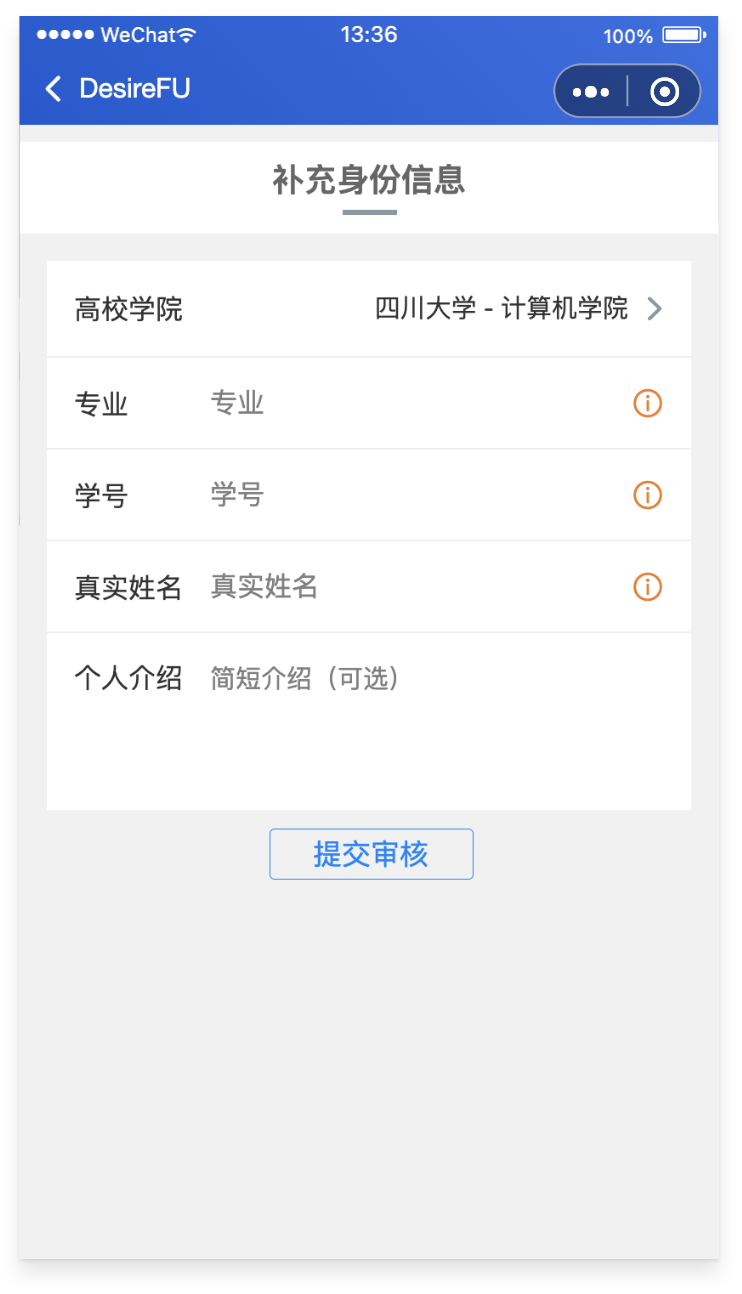 WeChat 13:36 100%
DesireFU
补充身份信息
高校学院 四川大学 - 计算机学院
专业 专业
学号 学号
真实姓名 真实姓名
个人介绍 简短介绍（可选）
提交审核